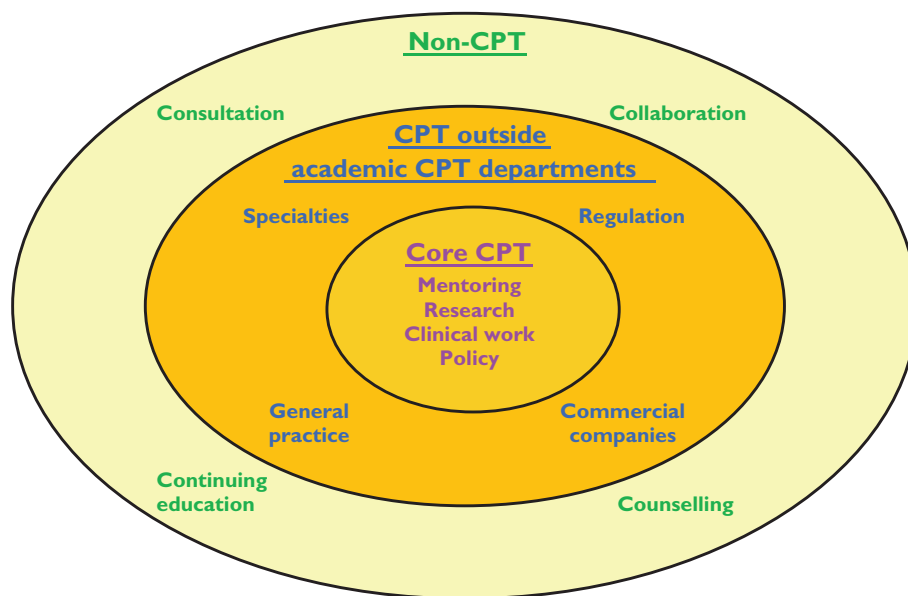 Non-CPT
Consultation
Collaboration
CPT outside
academic CPT departments
Specialties
Regulation
Core CPT
Mentoring
Research
Clinical work
Policy
General
practice
Commercial
companies
Continuing
education
Counselling